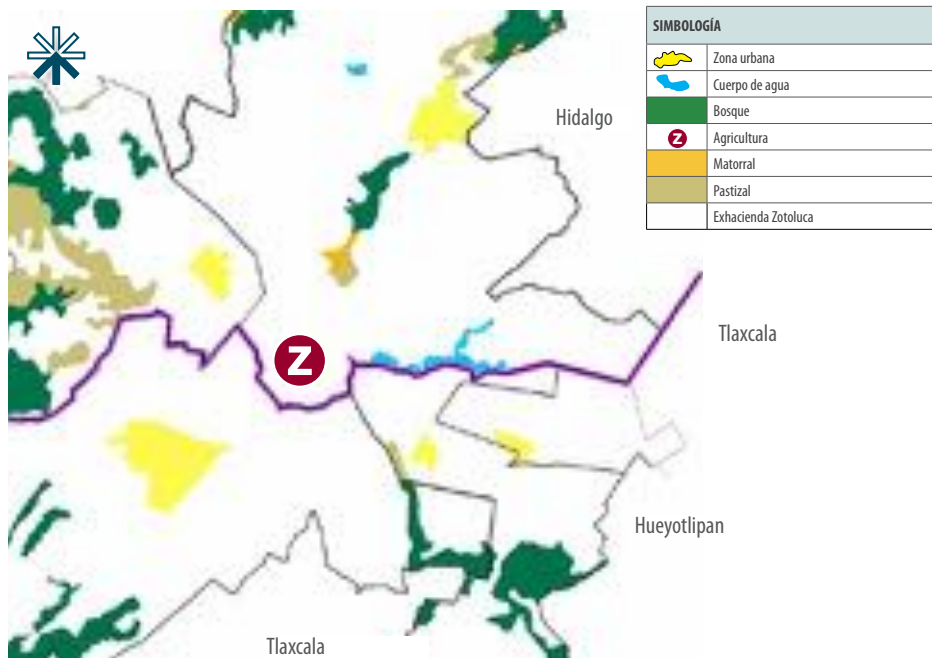 SIMBOLOGÍA
Zona urbana
Cuerpo de agua
Bosque
Z Agricultura
Matorral
Pastizal
Exhacienda Zotoluca
Hidalgo
Tlaxcala
Z
Hueyotlipan
Tlaxcala